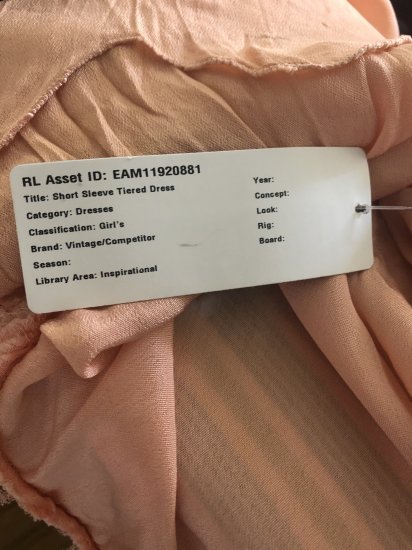 RL Asset ID: EAM11920881
Title: Short Sleeve Tiered Dress
Category: Dresses
Classification: Girl's
Brand: Vintage/Competitor
Season:
Library Area: Inspirational
Year:
Concept:
Look:
Rig:
Board: